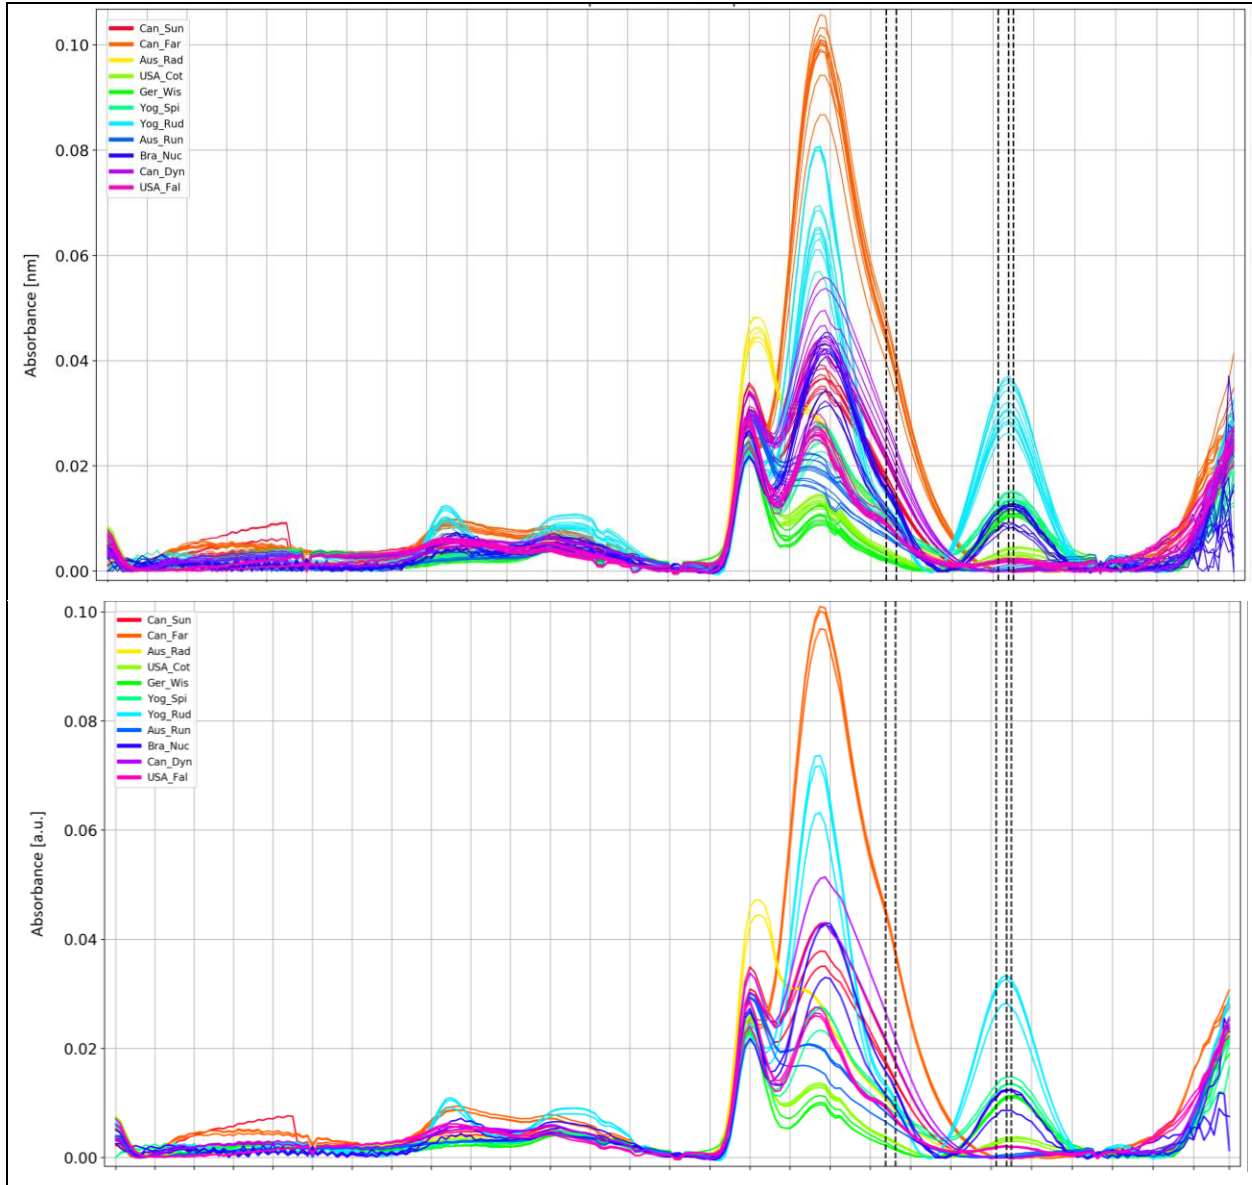 Can_Sun
Can_Far
Aus_Rad
USA_Cot
Ger_Wis
Yog_Spi
Yog_Rud
Aus_Run
Bra_Nuc
Can_Dyn
USA_Fal
0.10
0.08
0.06
0.04
0.02
0.00
Absorbance [nm]
Can_Sun
Can_Far
Aus_Rad
USA_Cot
Ger_Wis
Yog_Spi
Yog_Rud
Aus_Run
Bra_Nuc
Can_Dyn
USA_Fal
0.10
0.08
0.06
0.04
0.02
0.00
Absorbance [a.u.]